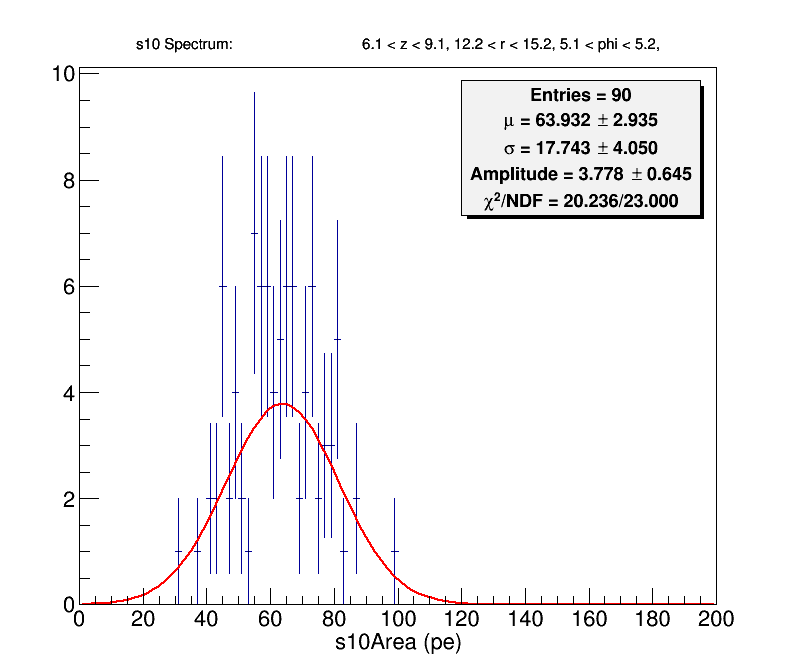 s10 Spectrum: 6.1 < z < 9.1, 12.2 < r < 15.2, 5.1 < phi < 5.2,
Entries = 90
μ = 63.932 ± 2.935
σ = 17.743 ± 4.050
Amplitude = 3.778 ± 0.645
χ²/NDF = 20.236/23.000
10
8
6
4
2
0
0 20 40 60 80 100 120 140 160 180 200
s10Area (pe)